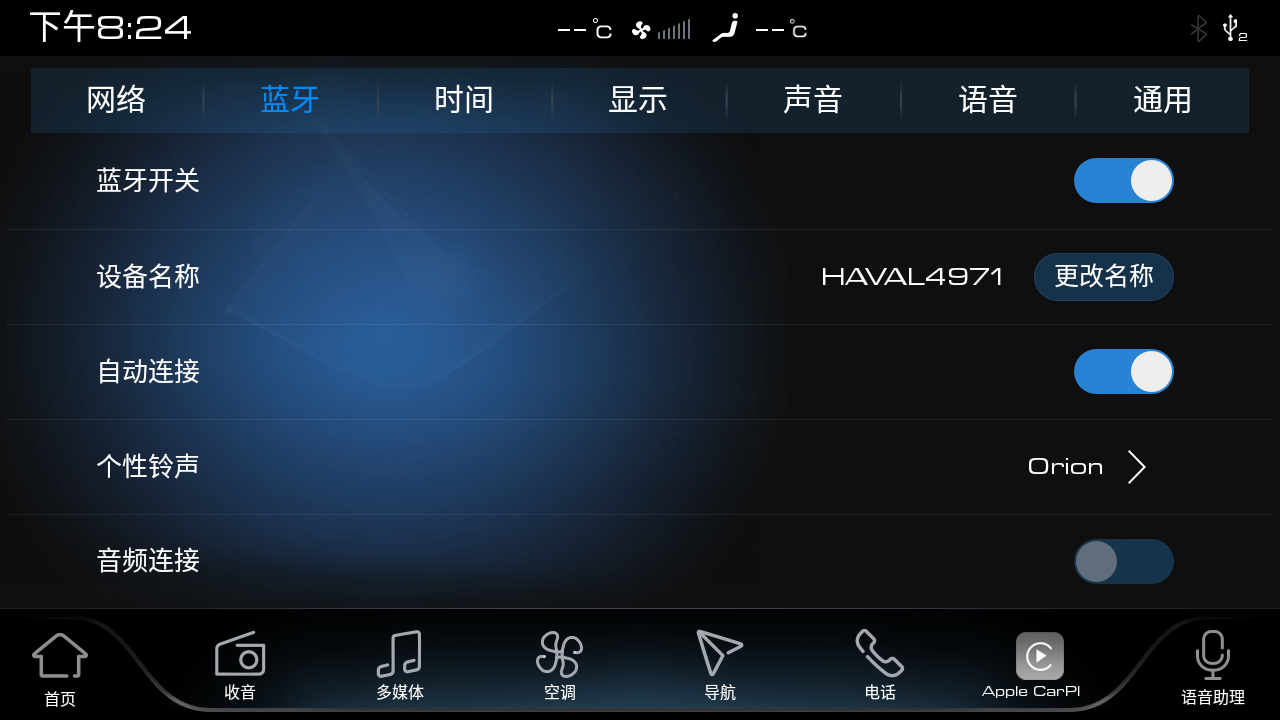 下午8:24
--°C
--°C
2
网络 蓝牙 时间 显示 声音 语音 通用
蓝牙开关
设备名称 HAVAL4971 更改名称
自动连接
个性铃声 Orion
音频连接
首页 收音 多媒体 空调 导航 电话 Apple CarPl 语音助理